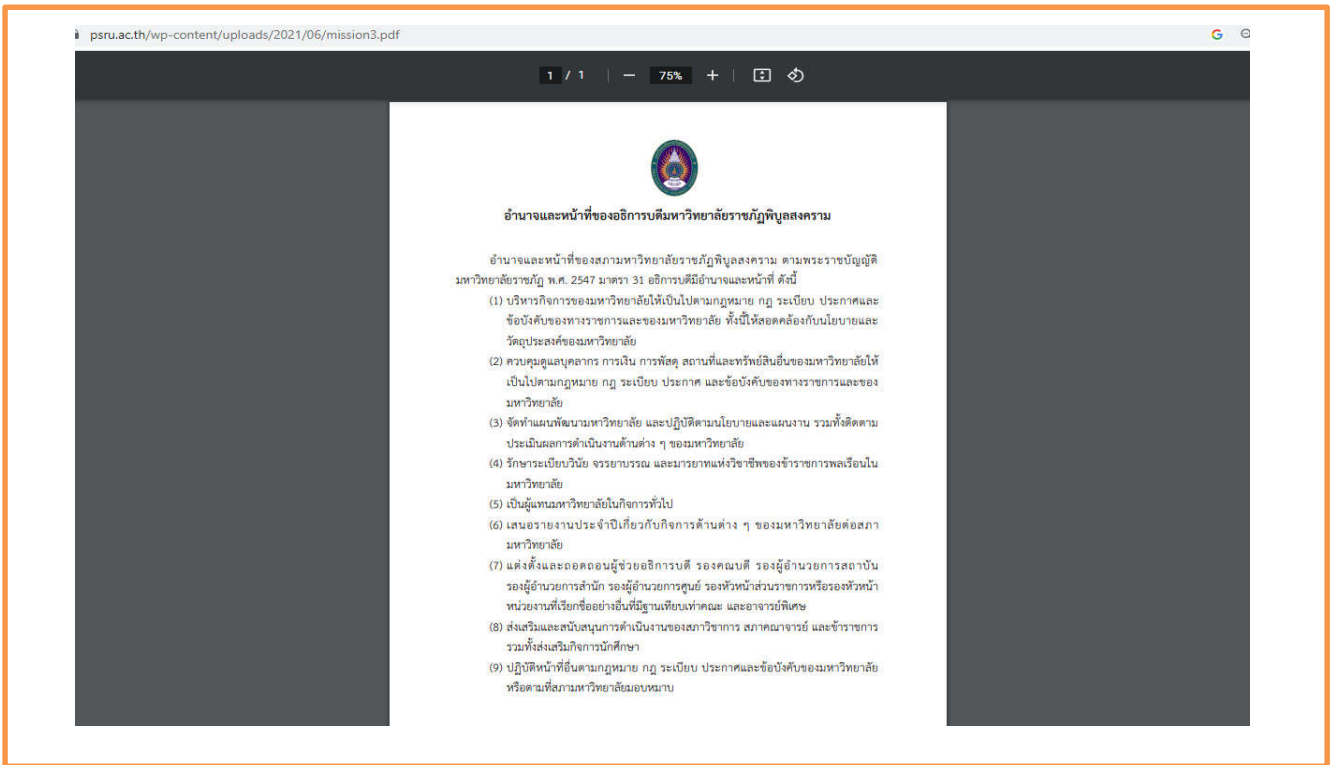 psru.ac.th/wp-content/uploads/2021/06/mission3.pdf
1 / 1 | — 75% + |
อำนาจและหน้าที่ของอธิการบดีมหาวิทยาลัยราชภัฏพิบูลสงคราม
อำนาจและหน้าที่ของสภามหาวิทยาลัยราชภัฏพิบูลสงคราม ตามพระราชบัญญัติ
มหาวิทยาลัยราชภัฏ พ.ศ. 2547 มาตรา 31 อธิการบดีมีอำนาจและหน้าที่ ดังนี้
(1) บริหารกิจการของมหาวิทยาลัยให้เป็นไปตามกฎหมาย กฎ ระเบียบ ประกาศและ
ข้อบังคับของทางราชการและของมหาวิทยาลัย ทั้งนี้ให้สอดคล้องกับนโยบายและ
วัตถุประสงค์ของมหาวิทยาลัย
(2) ควบคุมดูแลบุคลากร การเงิน การพัสดุ สถานที่และทรัพย์สินอื่นของมหาวิทยาลัยให้
เป็นไปตามกฎหมาย กฎ ระเบียบ ประกาศ และข้อบังคับของทางราชการและของ
มหาวิทยาลัย
(3) จัดทำแผนพัฒนามหาวิทยาลัย และปฏิบัติตามนโยบายและแผนงาน รวมทั้งติดตาม
ประเมินผลการดำเนินงานด้านต่าง ๆ ของมหาวิทยาลัย
(4) รักษาระเบียบวินัย จรรยาบรรณ และมารยาทแห่งวิชาชีพของข้าราชการพลเรือนใน
มหาวิทยาลัย
(5) เป็นผู้แทนมหาวิทยาลัยในกิจการทั่วไป
(6) เสนอรายงานประจำปีเกี่ยวกับกิจการด้านต่าง ๆ ของมหาวิทยาลัยต่อสภา
มหาวิทยาลัย
(7) แต่งตั้งและถอดถอนผู้ช่วยอธิการบดี รองคณบดี รองผู้อำนวยการสถาบัน
รองผู้อำนวยการสำนัก รองผู้อำนวยการศูนย์ รองหัวหน้าส่วนราชการหรือรองหัวหน้า
หน่วยงานที่เรียกชื่ออย่างอื่นที่มีฐานเทียบเท่าคณะ และอาจารย์พิเศษ
(8) ส่งเสริมและสนับสนุนการดำเนินงานของสภาวิชาการ สภาคณาจารย์ และข้าราชการ
รวมทั้งส่งเสริมกิจการนักศึกษา
(9) ปฏิบัติหน้าที่อื่นตามกฎหมาย กฎ ระเบียบ ประกาศและข้อบังคับของมหาวิทยาลัย
หรือตามที่สภามหาวิทยาลัยมอบหมาบ